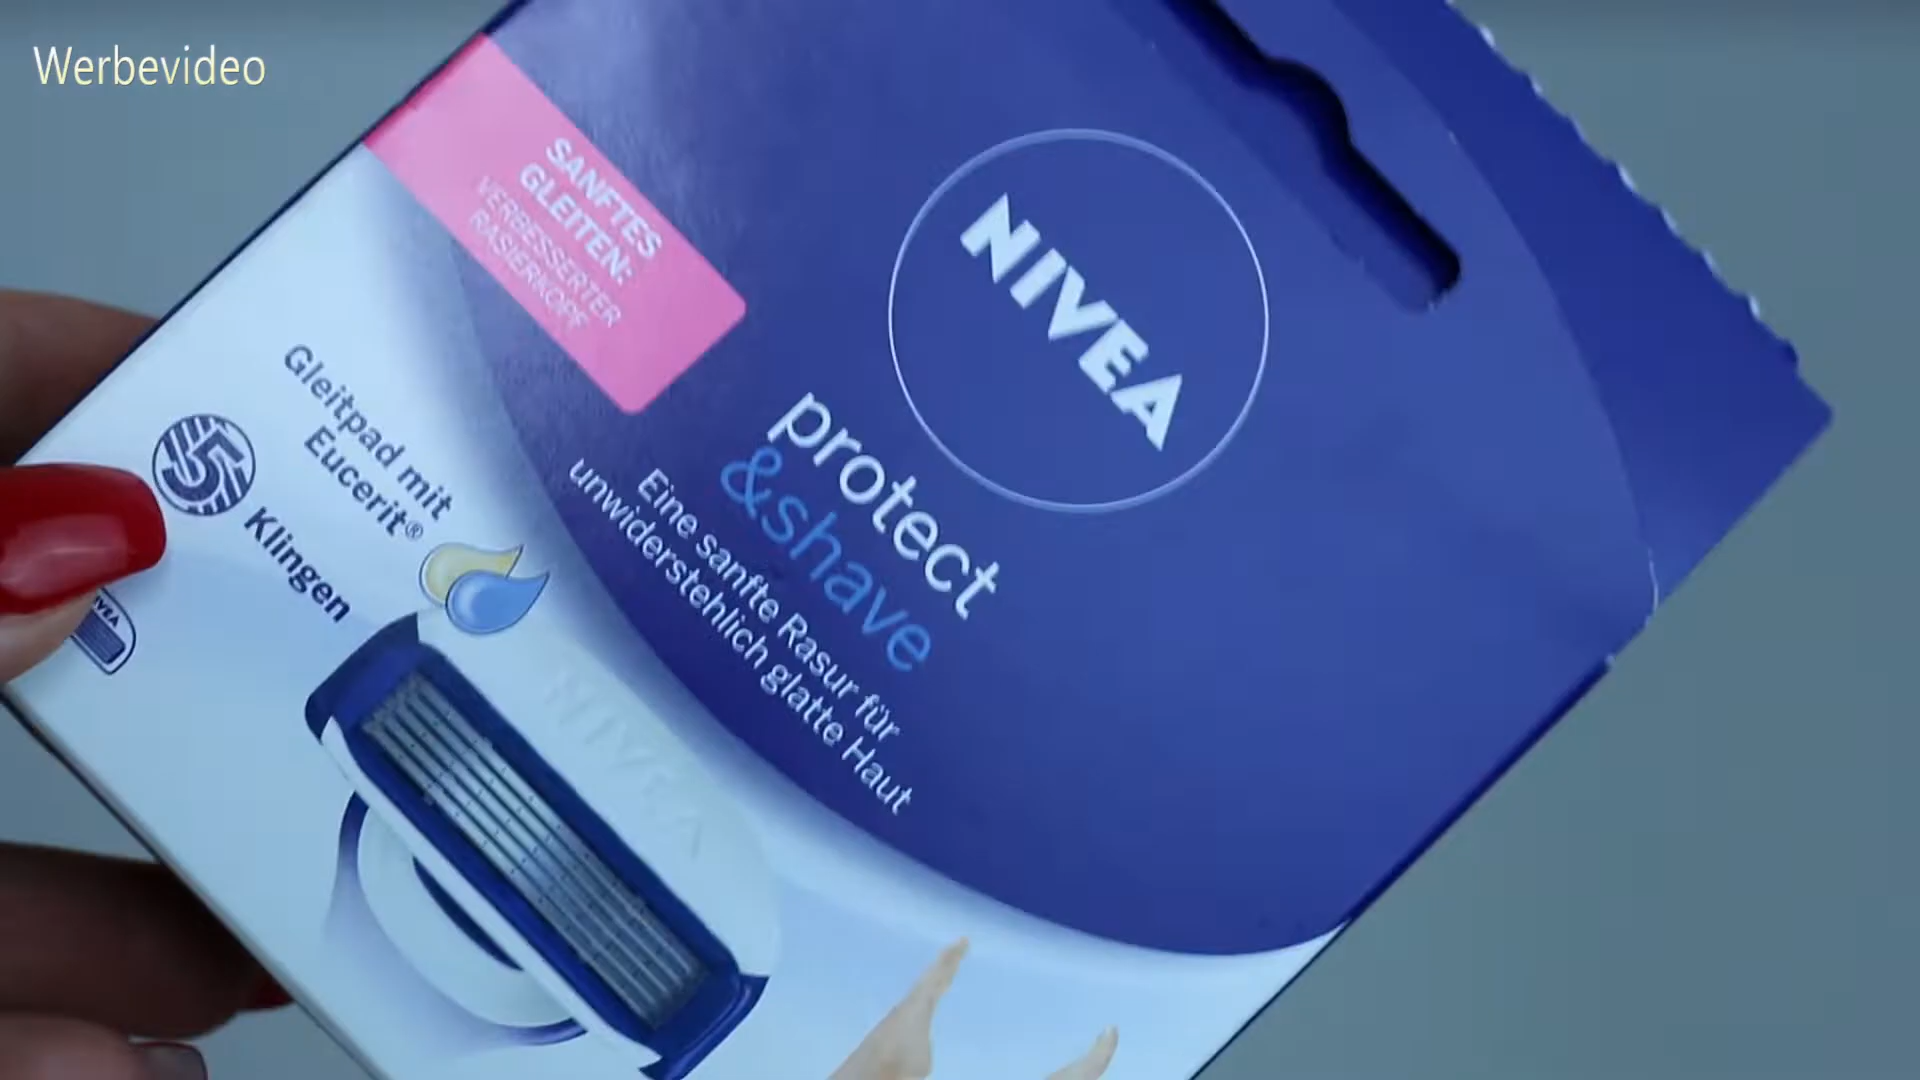 Werbevideo
SANFTES
GLEITEN:
VERBESSERTER
RASIERKOPF
NIVEA
protect
&shave
Eine sanfte Rasur für
unwiderstehlich glatte Haut
Gleitpad mit
Eucerit®
5
Klingen
NIVEA
NIVEA